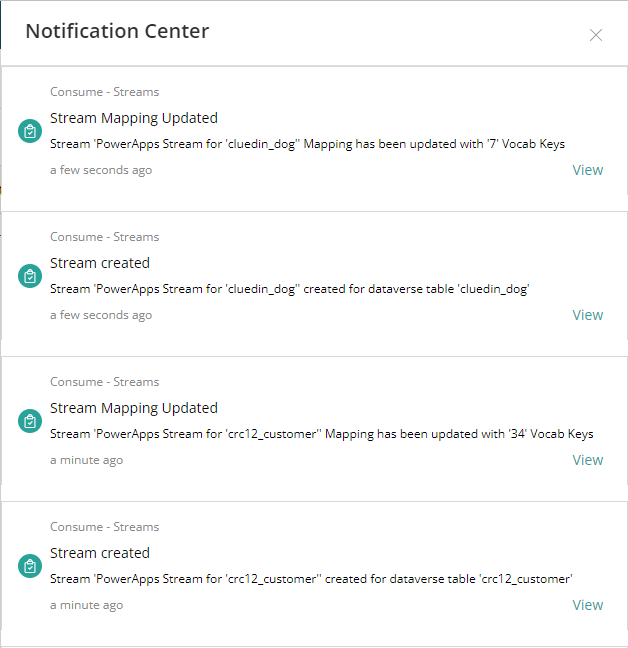 Notification Center
Consume - Streams
Stream Mapping Updated
Stream 'PowerApps Stream for 'cluedin_dog'' Mapping has been updated with '7' Vocab Keys
a few seconds ago
View
Consume - Streams
Stream created
Stream 'PowerApps Stream for 'cluedin_dog'' created for dataverse table 'cluedin_dog'
a few seconds ago
View
Consume - Streams
Stream Mapping Updated
Stream 'PowerApps Stream for 'crc12_customer'' Mapping has been updated with '34' Vocab Keys
a minute ago
View
Consume - Streams
Stream created
Stream 'PowerApps Stream for 'crc12_customer'' created for dataverse table 'crc12_customer'
a minute ago
View